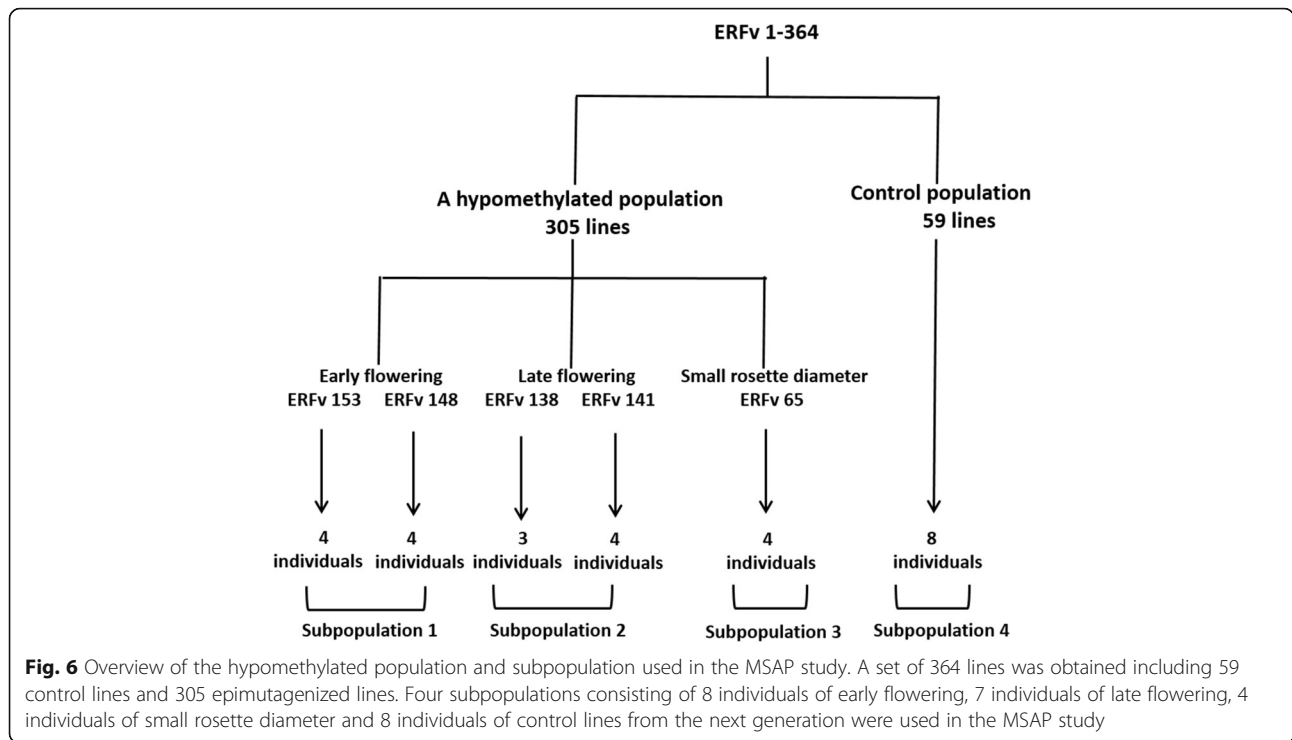 ERFv 1-364
A hypomethylated population
305 lines
Control population
59 lines
Early flowering
ERFv 153 ERFv 148
Late flowering
ERFv 138 ERFv 141
Small rosette diameter
ERFv 65
4
individuals
4
individuals
3
individuals
4
individuals
4
individuals
8
individuals
Subpopulation 1
Subpopulation 2
Subpopulation 3
Subpopulation 4
Fig. 6 Overview of the hypomethylated population and subpopulation used in the MSAP study. A set of 364 lines was obtained including 59
control lines and 305 epimutagenized lines. Four subpopulations consisting of 8 individuals of early flowering, 7 individuals of late flowering, 4
individuals of small rosette diameter and 8 individuals of control lines from the next generation were used in the MSAP study